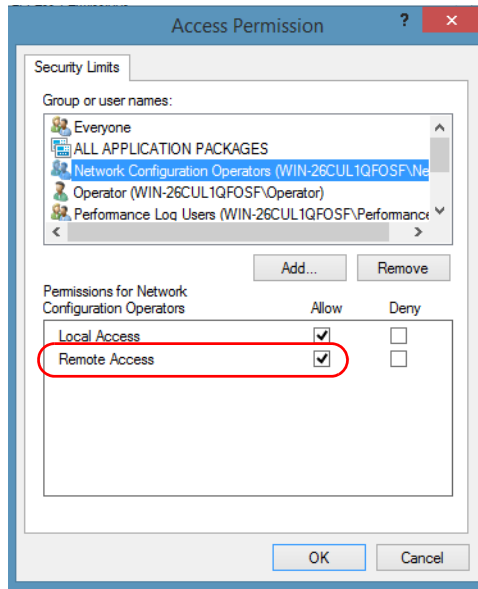 Access Permission
?
×
Security Limits
Group or user names:
Everyone
ALL APPLICATION PACKAGES
Network Configuration Operators (WIN-26CUL1QFOSF\Ne
Operator (WIN-26CUL1QFOSF\Operator)
Performance Log Users (WIN-26CUL1QFOSF\Performance
Add... Remove
Permissions for Network
Configuration Operators Allow Deny
Local Access
Remote Access
OK Cancel